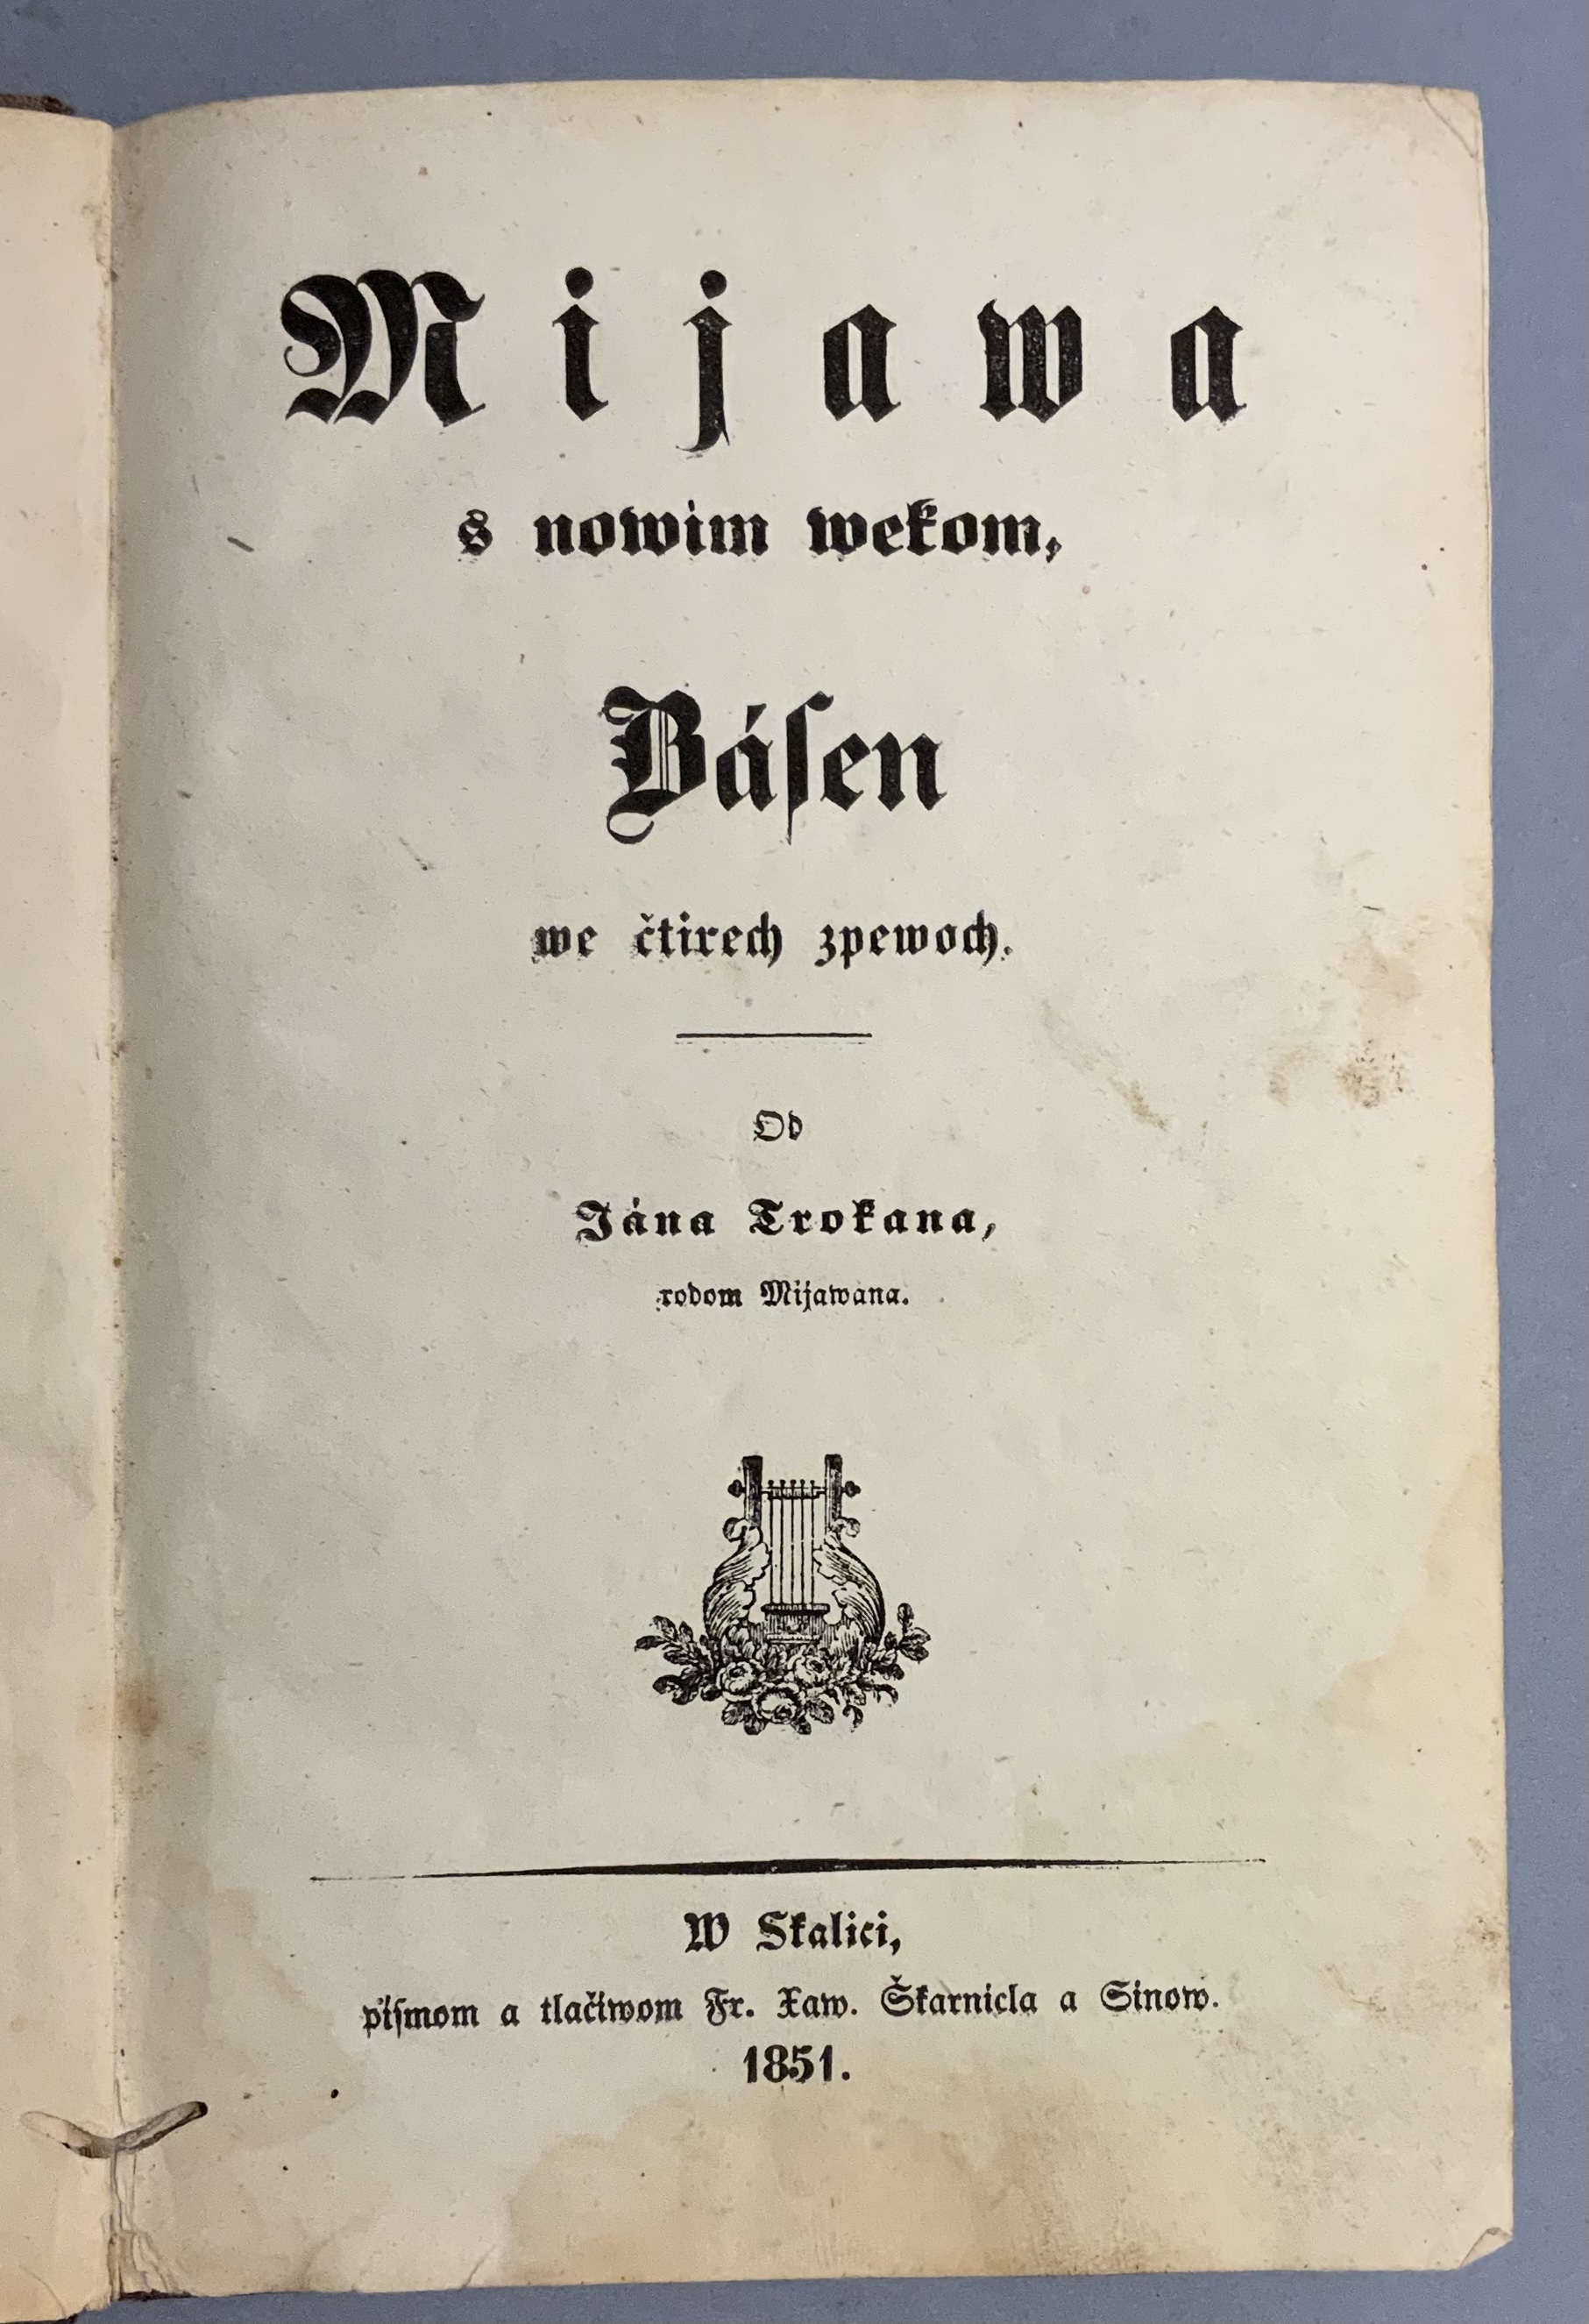 Mijawa
s nowim wekom,
Báſen
we čtirech zpewoch.
Od
Jána Trokana,
rodom Mijawana.
W Skalici,
piſmom a tlačiwom Fr. Xaw. Škarnicla a Sinow.
1851.